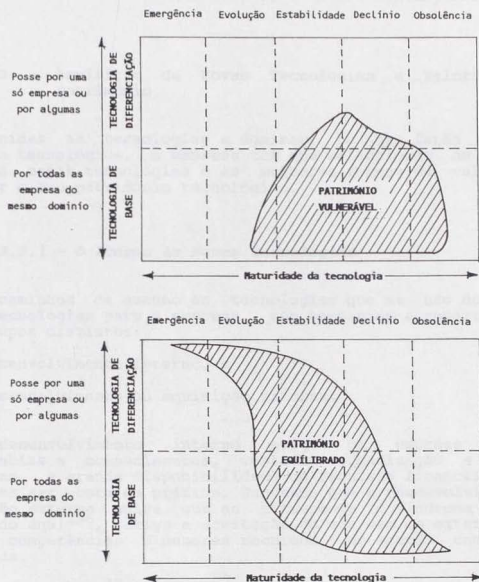 Emergência Evolução Estabilidade Declínio Obsolência
Posse por uma
só empresa ou
por algumas
TECNOLOGIA DE
DIFERENCIAÇÃO
Por todas as
empresa do
mesmo domínio
TECNOLOGIA DE
BASE
PATRIMÓNIO
VULNERÁVEL
Maturidade da tecnologia
Emergência Evolução Estabilidade Declínio Obsolência
Posse por uma
só empresa ou
por algumas
TECNOLOGIA DE
DIFERENCIAÇÃO
PATRIMÓNIO
EQUÍLIBRADO
Por todas as
empresa do
mesmo domínio
TECNOLOGIA DE
BASE
Maturidade da tecnologia